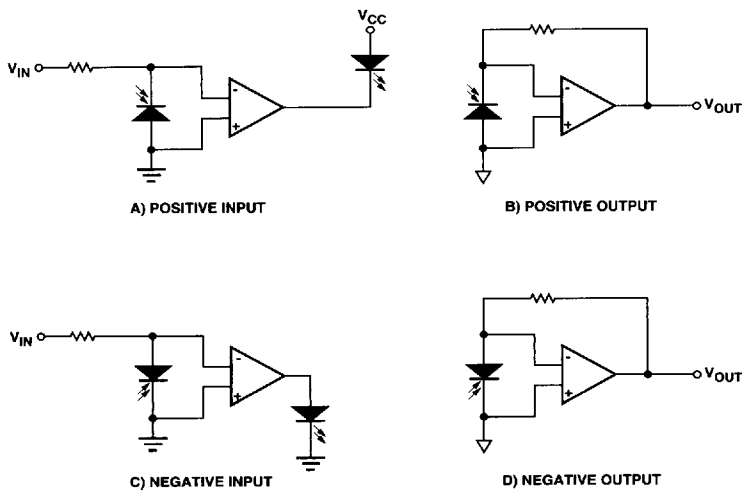 VCC
VIN
-
+
A) POSITIVE INPUT
-
+
VOUT
B) POSITIVE OUTPUT
VIN
-
+
C) NEGATIVE INPUT
-
+
VOUT
D) NEGATIVE OUTPUT